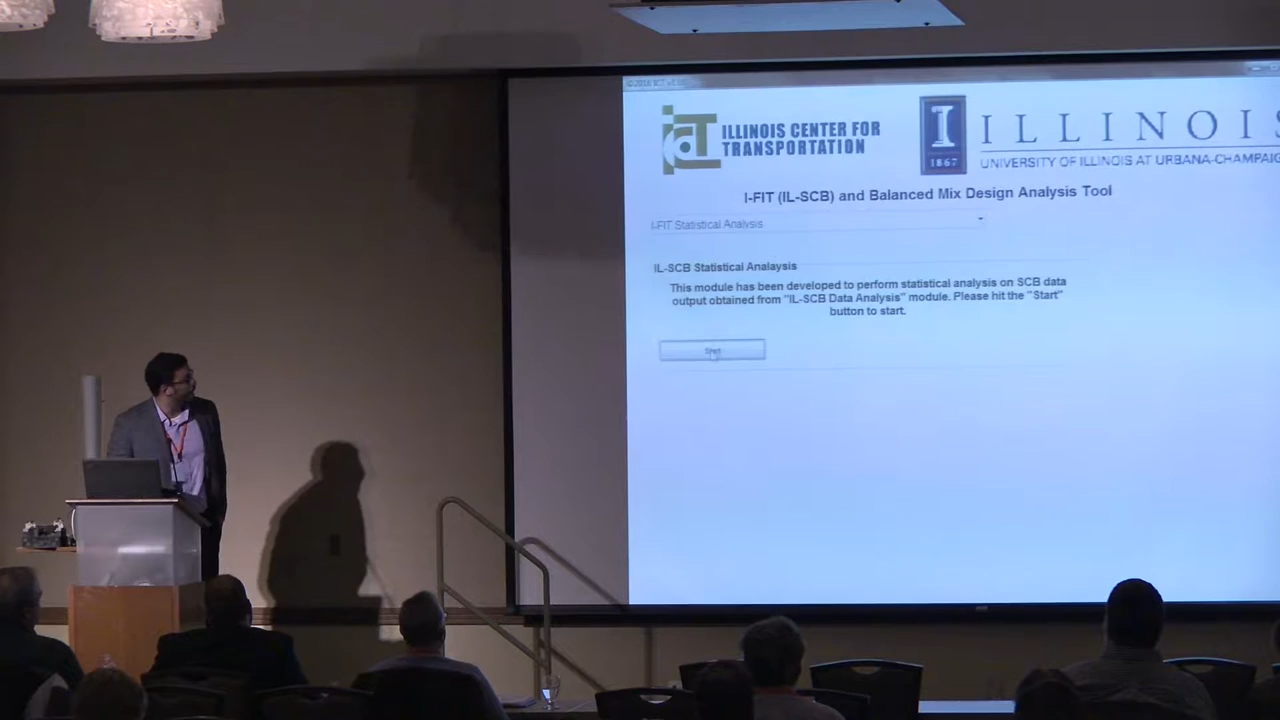 ICT ILLINOIS CENTER FOR
TRANSPORTATION
I
1867
ILLINOIS
UNIVERSITY OF ILLINOIS AT URBANA-CHAMPAIG
I-FIT (IL-SCB) and Balanced Mix Design Analysis Tool
I-FIT Statistical Analysis
IL-SCB Statistical Analaysis
This module has been developed to perform statistical analysis on SCB data
output obtained from "IL-SCB Data Analysis" module. Please hit the "Start"
button to start.
Start